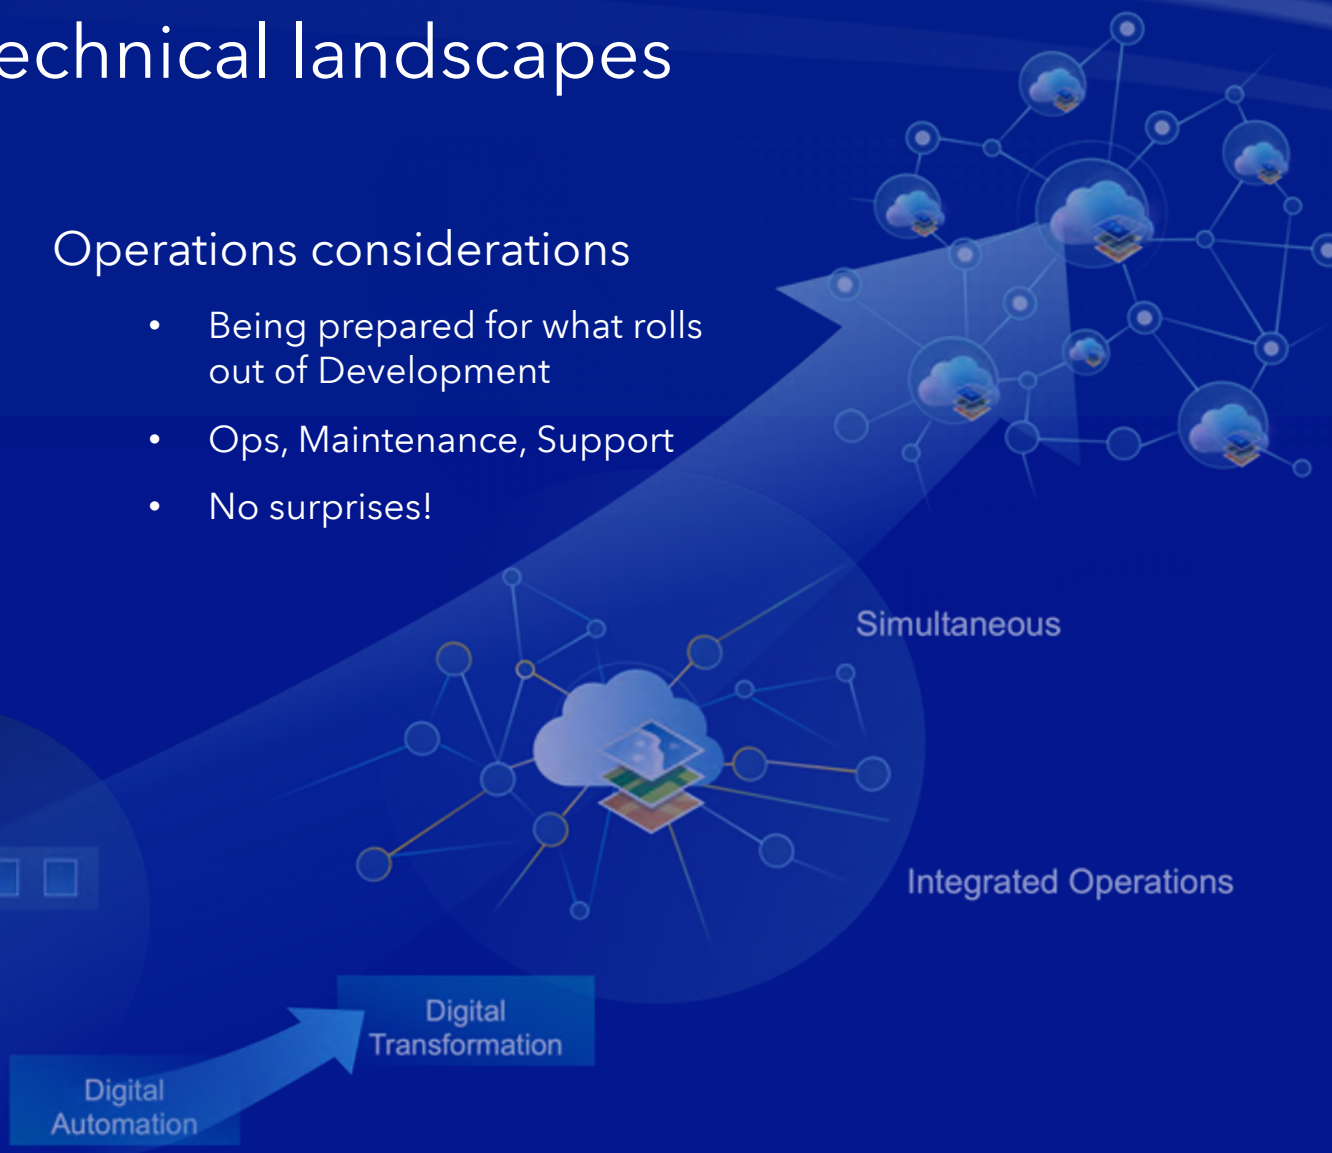 echnical landscapes
Operations considerations
• Being prepared for what rolls
out of Development
• Ops, Maintenance, Support
• No surprises!
Simultaneous
Integrated Operations
Digital
Transformation
Digital
Automation